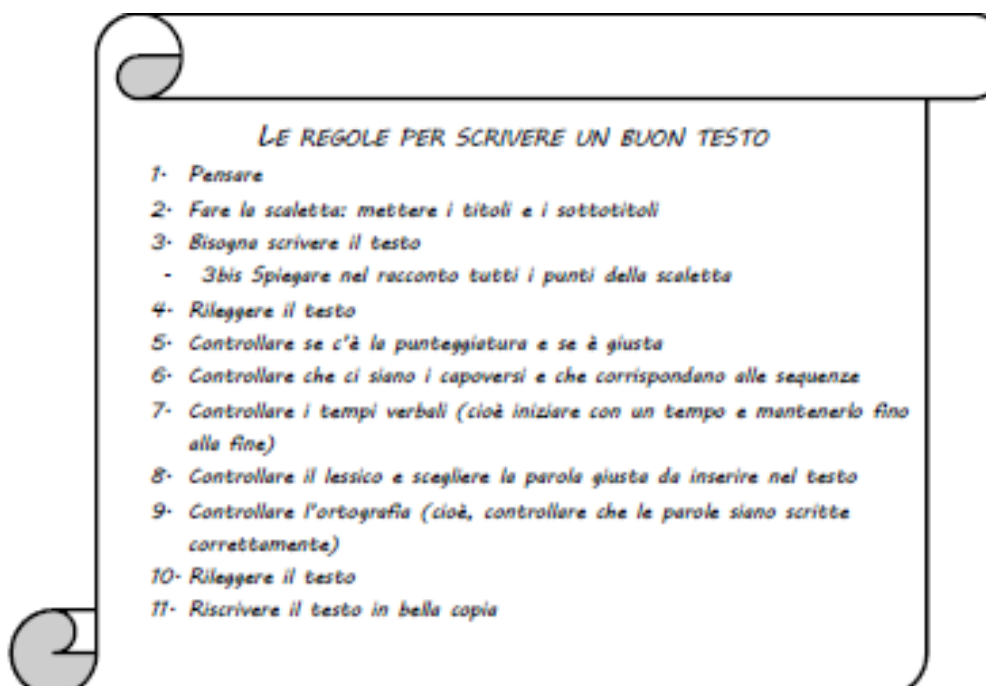 LE REGOLE PER SCRIVERE UN BUON TESTO
1- Pensare
2- Fare la scaletta: mettere i titoli e i sottotitoli
3- Bisogna scrivere il testo
- 3bis Spiegare nel racconto tutti i punti della scaletta
4- Rileggere il testo
5- Controllare se c'è la punteggiatura e se è giusta
6- Controllare che ci siano i capoversi e che corrispondano alle sequenze
7- Controllare i tempi verbali (cioè iniziare con un tempo e mantenerlo fino
alla fine)
8- Controllare il lessico e scegliere la parola giusta da inserire nel testo
9- Controllare l'ortografia (cioè, controllare che le parole siano scritte
correttamente)
10- Rileggere il testo
11- Riscrivere il testo in bella copia